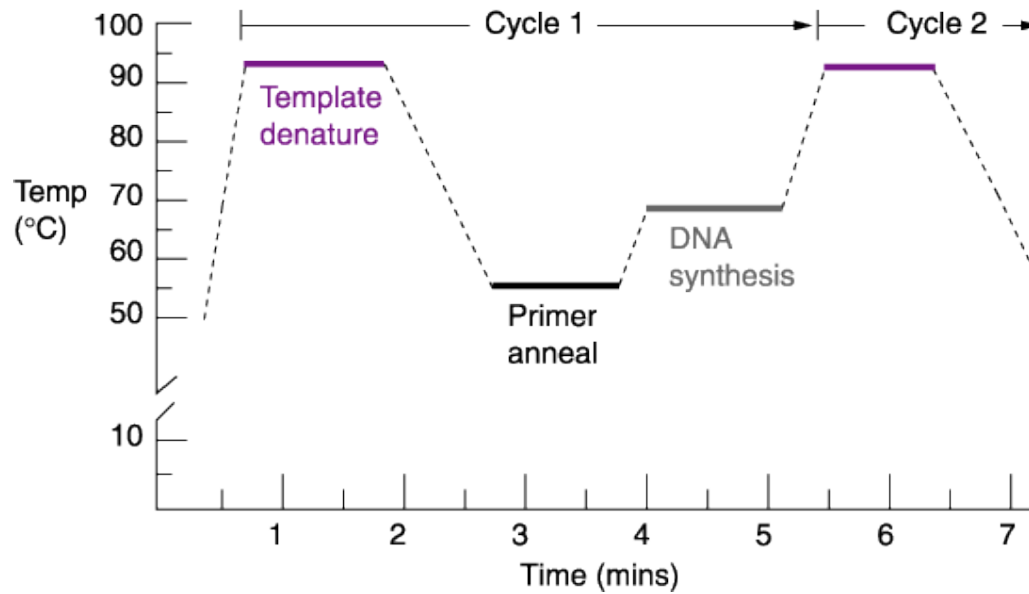 Cycle 1
Cycle 2
100
90
80
70
60
50
10
Temp
(°C)
Template
denature
DNA
synthesis
Primer
anneal
1 2 3 4 5 6 7
Time (mins)